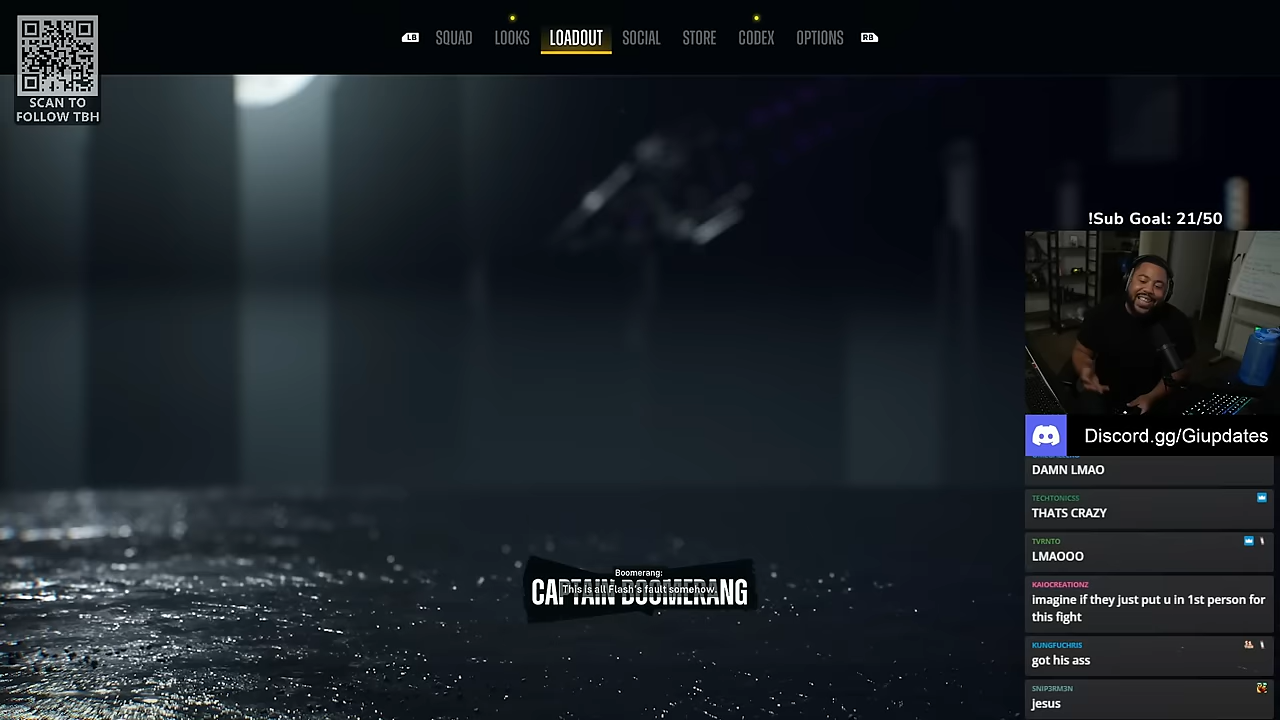 SCAN TO
FOLLOW TBH
LB SQUAD LOOKS LOADOUT SOCIAL STORE CODEX OPTIONS RB
!Sub Goal: 21/50
Discord.gg/Giupdates
DAMN LMAO
TECHTONICSS
THATS CRAZY
TVRNTO
LMAOOO
KAIOCREATIONZ
imagine if they just put u in 1st person for
this fight
KUNGFUCHRIS
got his ass
SNIP3RM3N
jesus
Boomerang:
This is all Flash's fault somehow.
CAPTAIN BOOMERANG